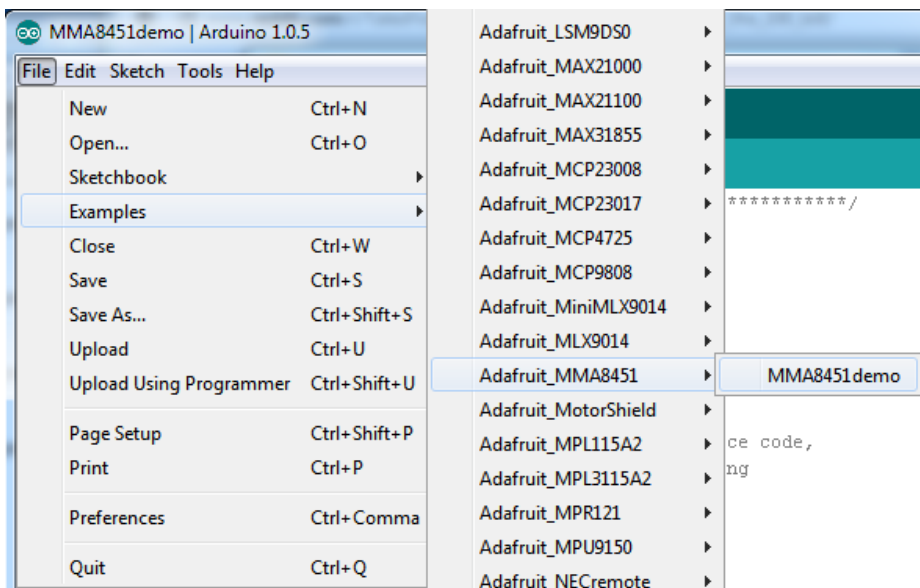 MMA8451demo | Arduino 1.0.5
File Edit Sketch Tools Help
New Ctrl+N
Open... Ctrl+O
Sketchbook
Examples
Close Ctrl+W
Save Ctrl+S
Save As... Ctrl+Shift+S
Upload Ctrl+U
Upload Using Programmer Ctrl+Shift+U
Page Setup Ctrl+Shift+P
Print Ctrl+P
Preferences Ctrl+Comma
Quit Ctrl+Q
Adafruit_LSM9DS0
Adafruit_MAX21000
Adafruit_MAX21100
Adafruit_MAX31855
Adafruit_MCP23008
Adafruit_MCP23017
Adafruit_MCP4725
Adafruit_MCP9808
Adafruit_MiniMLX9014
Adafruit_MLX9014
Adafruit_MMA8451
Adafruit_MotorShield
Adafruit_MPL115A2
Adafruit_MPL3115A2
Adafruit_MPR121
Adafruit_MPU9150
Adafruit_NECremote
MMA8451demo
***********/
ce code,
ng